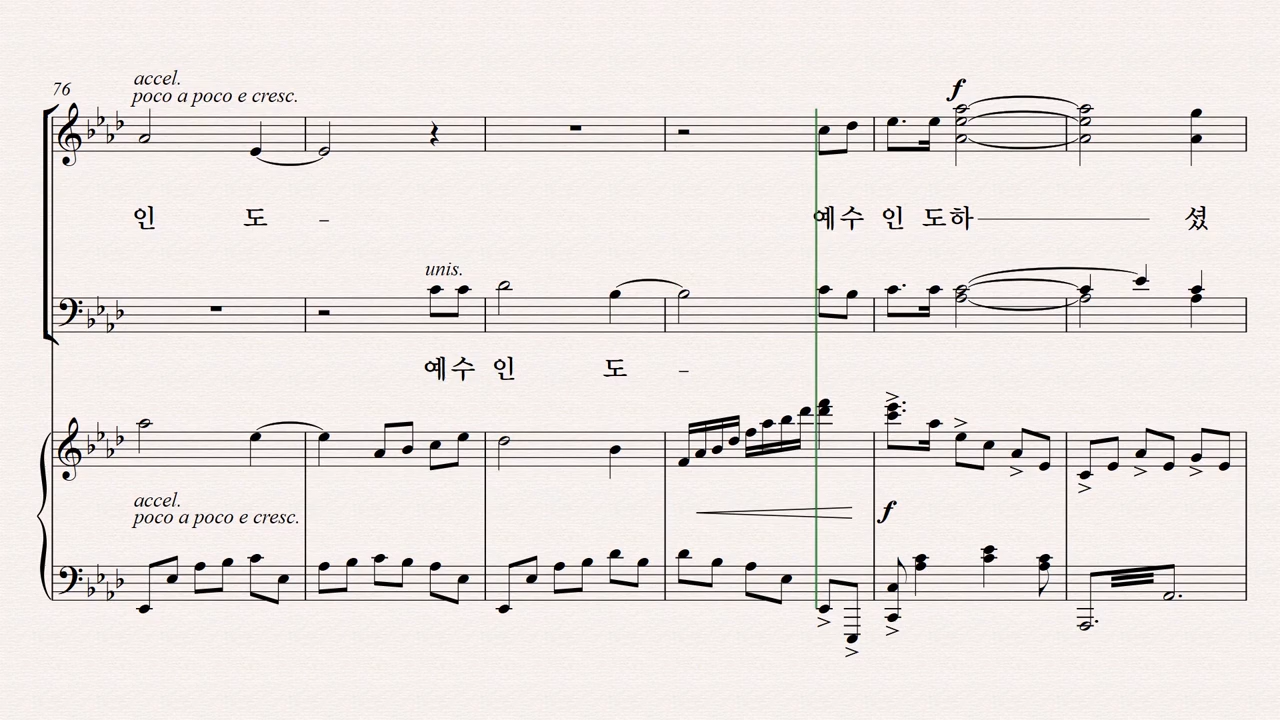 76
accel.
poco a poco e cresc.
f
인 도 – 예수 인 도하 셨
unis.
예수 인 도 –
accel.
poco a poco e cresc.
f